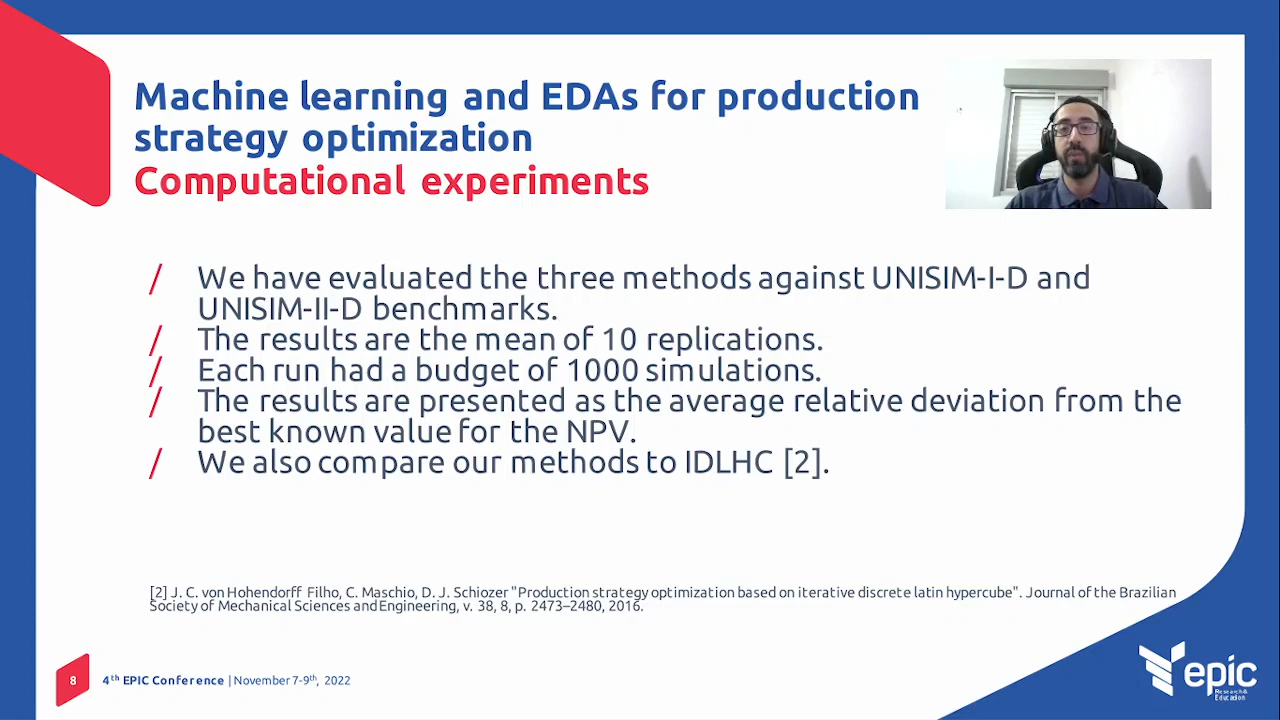 Machine learning and EDAs for production
strategy optimization
Computational experiments
/ We have evaluated the three methods against UNISIM-I-D and
UNISIM-II-D benchmarks.
/ The results are the mean of 10 replications.
/ Each run had a budget of 1000 simulations.
/ The results are presented as the average relative deviation from the
best known value for the NPV.
/ We also compare our methods to IDLHC [2].
[2] J. C. von Hohendorff Filho, C. Maschio, D. J. Schiozer "Production strategy optimization based on iterative discrete latin hypercube". Journal of the Brazilian
Society of Mechanical Sciences and Engineering, v. 38, 8, p. 2473–2480, 2016.
8 4th EPIC Conference | November 7-9th, 2022
epic
Research &
Education